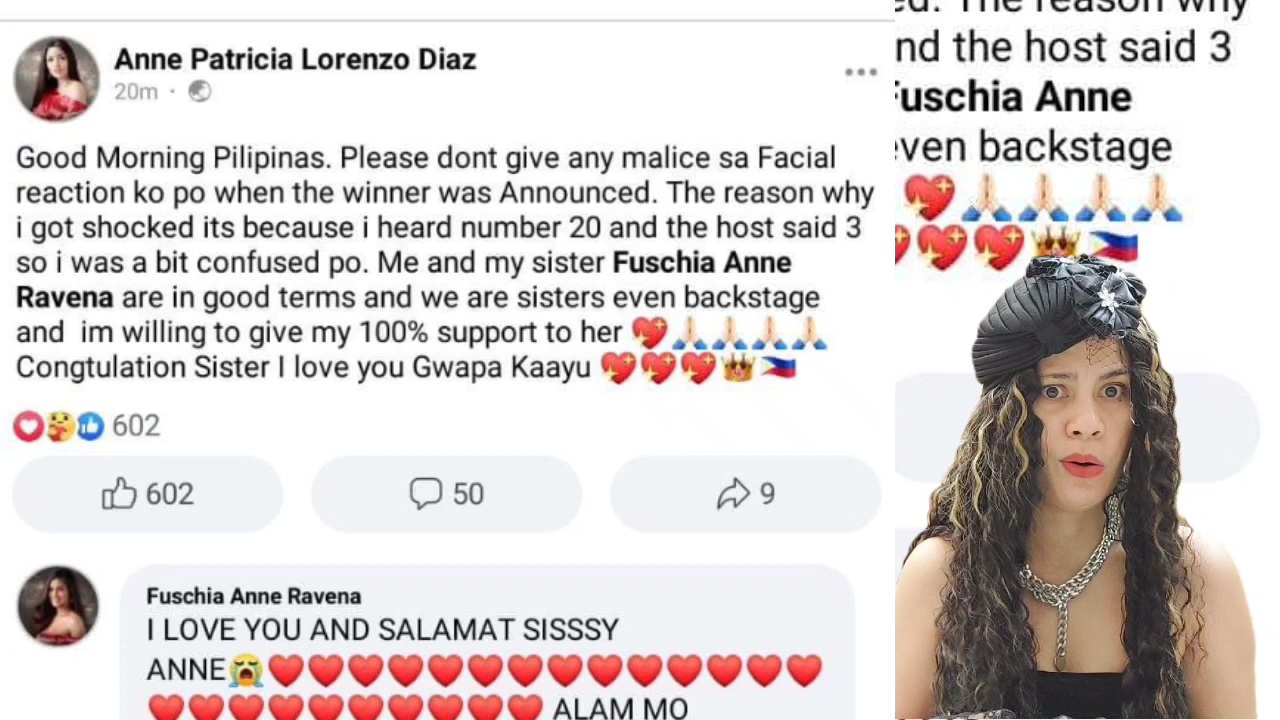 Anne Patricia Lorenzo Diaz
20m ·
Good Morning Pilipinas. Please dont give any malice sa Facial
reaction ko po when the winner was Announced. The reason why
i got shocked its because i heard number 20 and the host said 3
so i was a bit confused po. Me and my sister Fuschia Anne
Ravena are in good terms and we are sisters even backstage
and im willing to give my 100% support to her 💖🙏🏻🙏🏻🙏🏻🙏🏻
Congtulation Sister I love you Gwapa Kaayu 💖💖💖👑🇵🇭
602
602
50
9
Fuschia Anne Ravena
I LOVE YOU AND SALAMAT SISSSY
ANNE😭❤️❤️❤️❤️❤️❤️❤️❤️❤️❤️❤️❤️❤️❤️
❤️❤️❤️❤️❤️❤️❤️❤️❤️❤️ ALAM MO
ed. The reason why
nd the host said 3
Fuschia Anne
even backstage
💖🙏🏻🙏🏻🙏🏻🙏🏻
💖💖💖👑🇵🇭